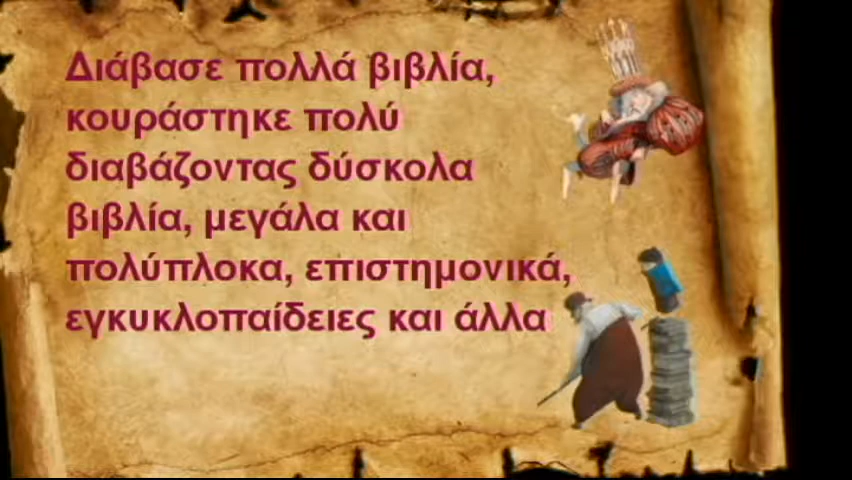 Διάβασε πολλά βιβλία,
κουράστηκε πολύ
διαβάζοντας δύσκολα
βιβλία, μεγάλα και
πολύπλοκα, επιστημονικά,
εγκυκλοπαίδειες και άλλα